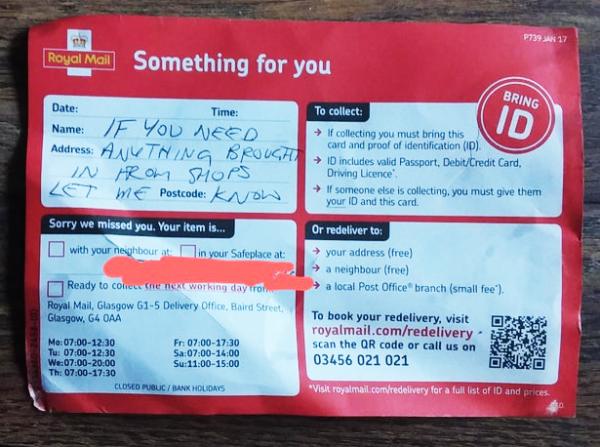 P739 JAN 17
Royal Mail
Something for you
Date: Time:
Name: IF YOU NEED
Address: ANYTHING BROUGHT
IN FROM SHOPS
LET ME Postcode: KNOW
To collect:
BRING
ID
→ If collecting you must bring this
card and proof of identification (ID).
→ ID includes valid Passport, Debit/Credit Card,
Driving Licence*.
→ If someone else is collecting, you must give them
your ID and this card.
Sorry we missed you. Your item is...
with your neighbour at: in your Safeplace at:
Ready to collect the next working day from:
Royal Mail, Glasgow G1-5 Delivery Office, Baird Street,
Glasgow, G4 0AA
Mo:07:00-12:30 Fr:07:00-17:30
Tu:07:00-12:30 Sa:07:00-14:00
We:07:00-20:00 Su:11:00-15:00
Th:07:00-17:30
CLOSED PUBLIC / BANK HOLIDAYS
Or redeliver to:
→ your address (free)
→ a neighbour (free)
→ a local Post Office® branch (small fee*).
To book your redelivery, visit
royalmail.com/redelivery
scan the QR code or call us on
03456 021 021
*Visit royalmail.com/redelivery for a full list of ID and prices.